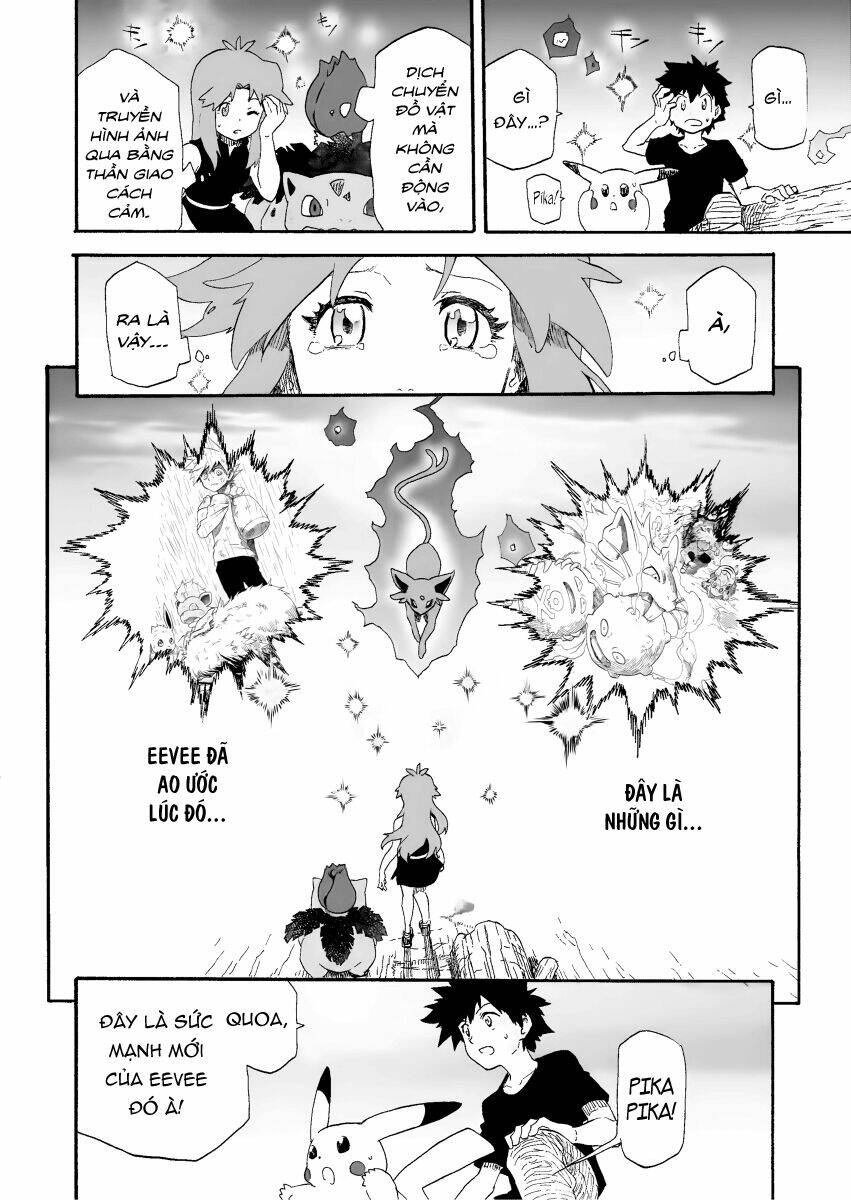 GÌ...
GÌ
ĐÂY...?
Pika!
DỊCH
CHUYỂN
ĐỒ VẬT
MÀ
KHÔNG
CẦN
ĐỘNG
VÀO,
VÀ
TRUYỀN
HÌNH ẢNH
QUA BẰNG
THẦN GIAO
CÁCH
CẢM.
À,
RA LÀ
VẬY...
ĐÂY LÀ
NHỮNG GÌ...
EEVEE ĐÃ
AO ƯỚC
LÚC ĐÓ...
PIKA
PIKA!
QUOA,
ĐÂY LÀ SỨC
MẠNH MỚI
CỦA EEVEE
ĐÓ À!